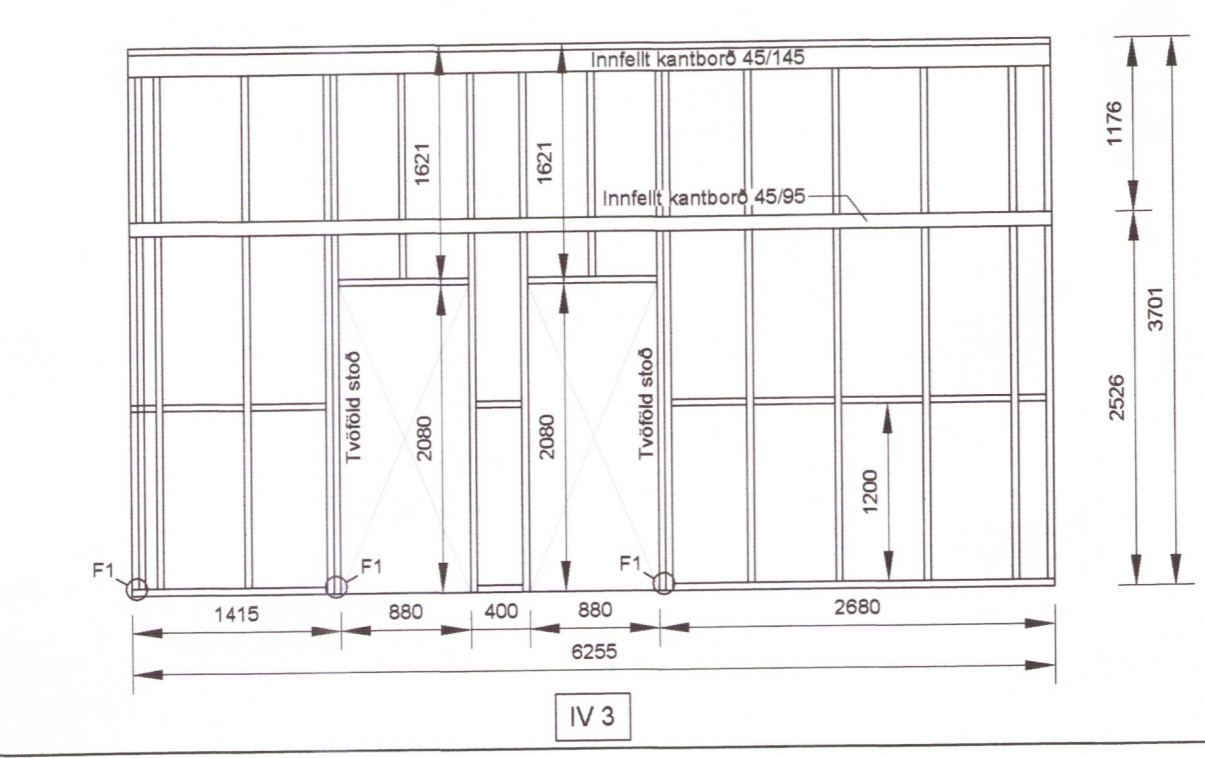 Innfellt kantborð 45/145
1176
1621
1621
Innfellt kantborð 45/95
3701
2526
Tvöföld stoð
2080
2080
Tvöföld stoð
1200
F1
F1
F1
1415
880
400
880
2680
6255
IV 3